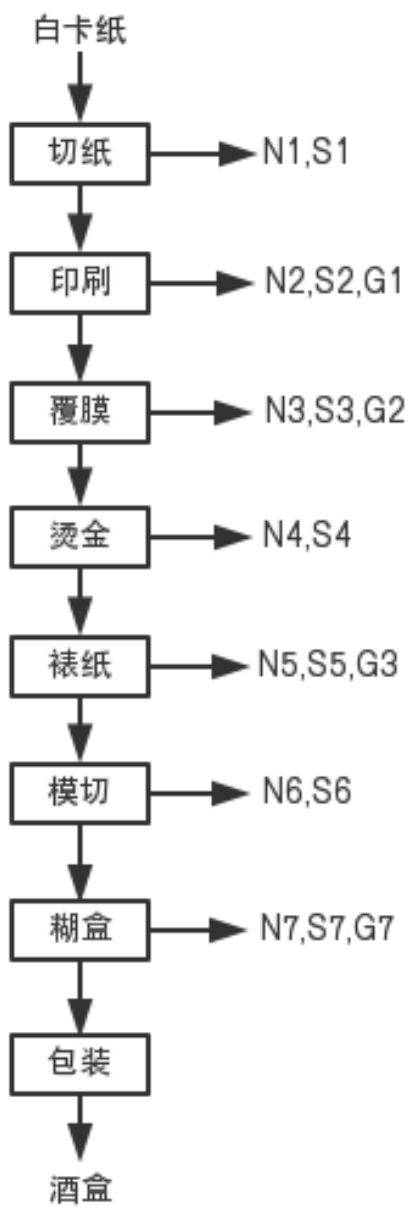 白卡纸
切纸
N1,S1
印刷
N2,S2,G1
覆膜
N3,S3,G2
烫金
N4,S4
裱纸
N5,S5,G3
模切
N6,S6
糊盒
N7,S7,G7
包装
酒盒